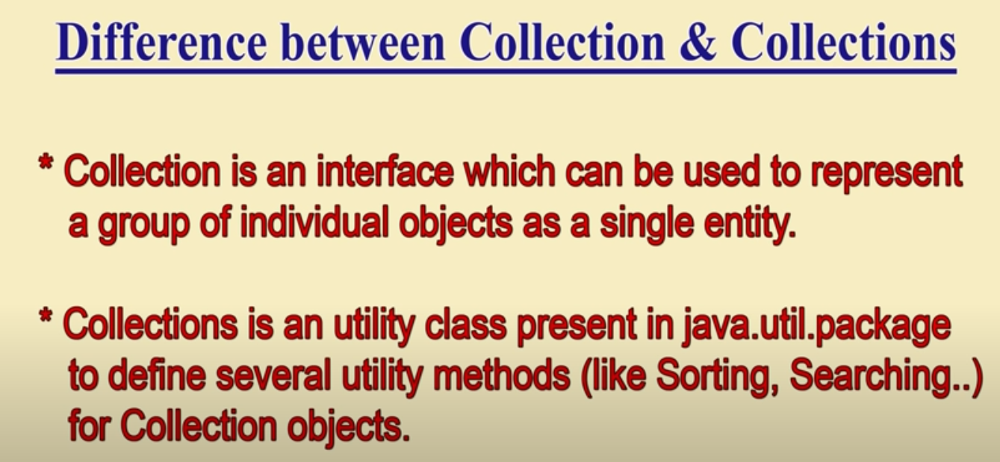 Difference between Collection & Collections
* Collection is an interface which can be used to represent
a group of individual objects as a single entity.
* Collections is an utility class present in java.util.package
to define several utility methods (like Sorting, Searching..)
for Collection objects.